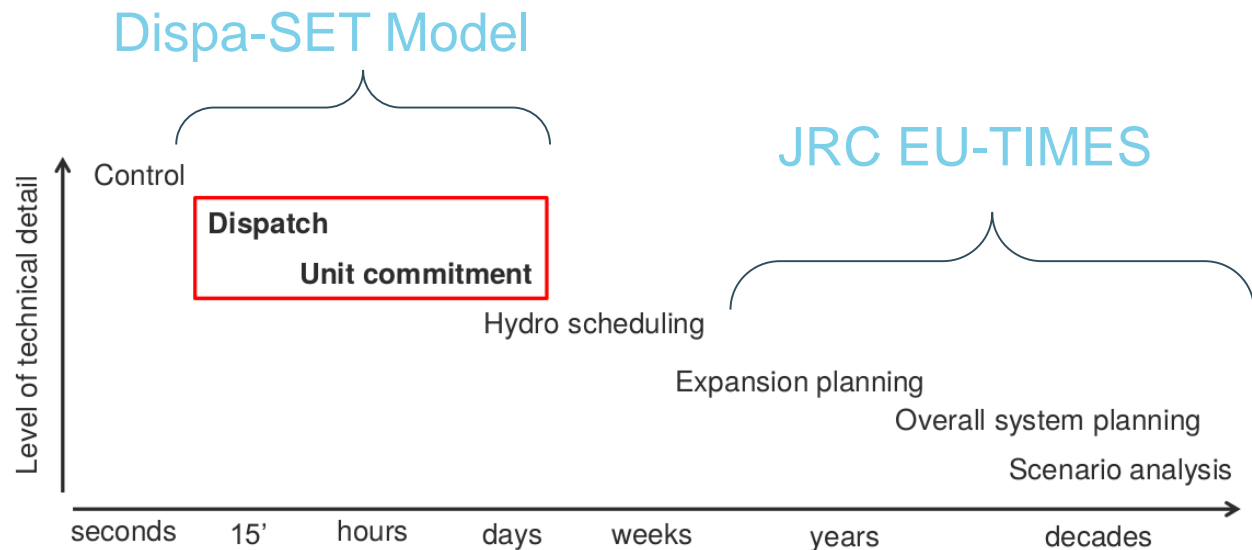 Dispa-SET Model
JRC EU-TIMES
Level of technical detail
Control
Dispatch
Unit commitment
Hydro scheduling
Expansion planning
Overall system planning
Scenario analysis
seconds 15' hours days weeks years decades